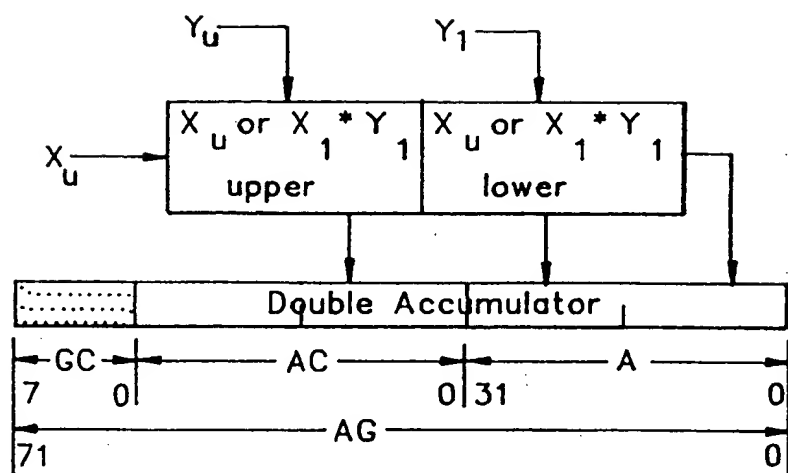 Yu Y1
Xu or X1 * Y1 Xu or X1 * Y1
Xu
upper lower
Double Accumulator
GC AC A
7 0 0 31 0
AG
71 0